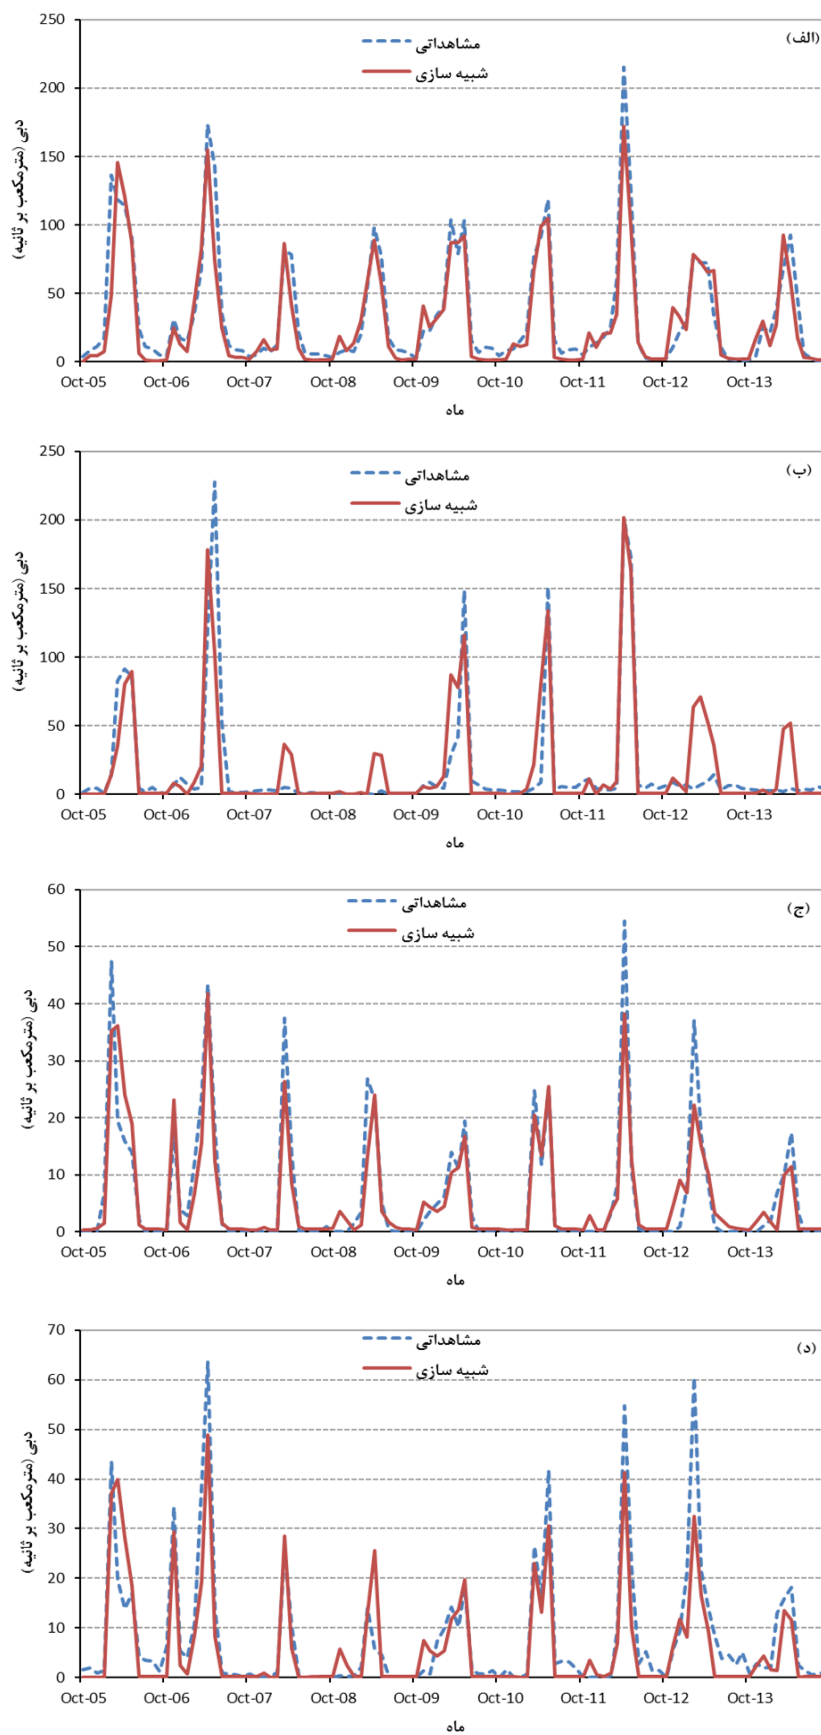 (الف)
مشاهداتی
شبیه سازی
دبی (مترمکعب بر ثانیه)
250
200
150
100
50
0
Oct-05 Oct-06 Oct-07 Oct-08 Oct-09 Oct-10 Oct-11 Oct-12 Oct-13
ماه
(ب)
مشاهداتی
شبیه سازی
دبی (مترمکعب بر ثانیه)
250
200
150
100
50
0
Oct-05 Oct-06 Oct-07 Oct-08 Oct-09 Oct-10 Oct-11 Oct-12 Oct-13
ماه
(ج)
مشاهداتی
شبیه سازی
دبی (مترمکعب بر ثانیه)
60
50
40
30
20
10
0
Oct-05 Oct-06 Oct-07 Oct-08 Oct-09 Oct-10 Oct-11 Oct-12 Oct-13
ماه
(د)
مشاهداتی
شبیه سازی
دبی (مترمکعب بر ثانیه)
70
60
50
40
30
20
10
0
Oct-05 Oct-06 Oct-07 Oct-08 Oct-09 Oct-10 Oct-11 Oct-12 Oct-13
ماه